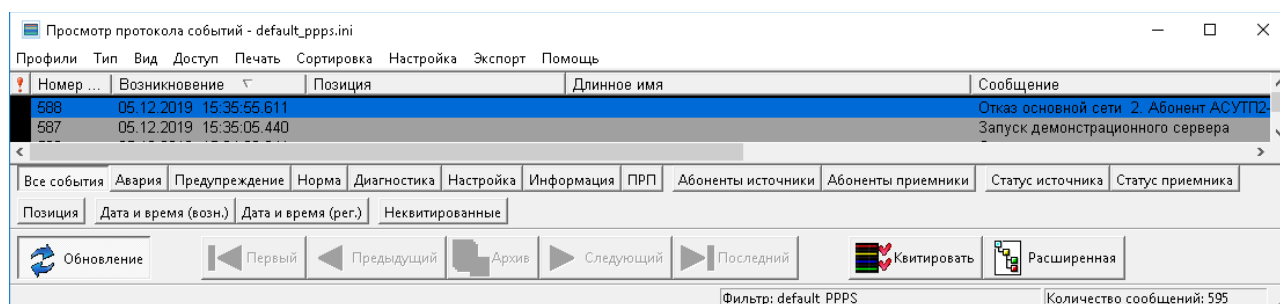 Просмотр протокола событий - default_ppps.ini
Профили Тип Вид Доступ Печать Сортировка Настройка Экспорт Помощь
Номер ... Возникновение Позиция Длинное имя Сообщение
588 05.12.2019 15:35:55.611 Отказ основной сети 2. Абонент АСУТП2-
587 05.12.2019 15:35:05.440 Запуск демонстрационного сервера
Все события Авария Предупреждение Норма Диагностика Настройка Информация ПРП Абоненты источники Абоненты приемники Статус источника Статус приемника
Позиция Дата и время (возн.) Дата и время (рег.) Неквитированные
Обновление Первый Предыдущий Архив Следующий Последний Квитировать Расширенная
Фильтр: default_PPPS Количество сообщений: 595